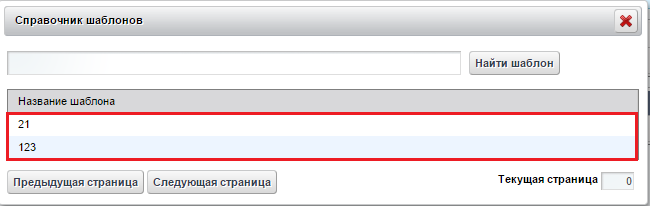 Справочник шаблонов
Найти шаблон
Название шаблона
21
123
Предыдущая страница Следующая страница Текущая страница 0